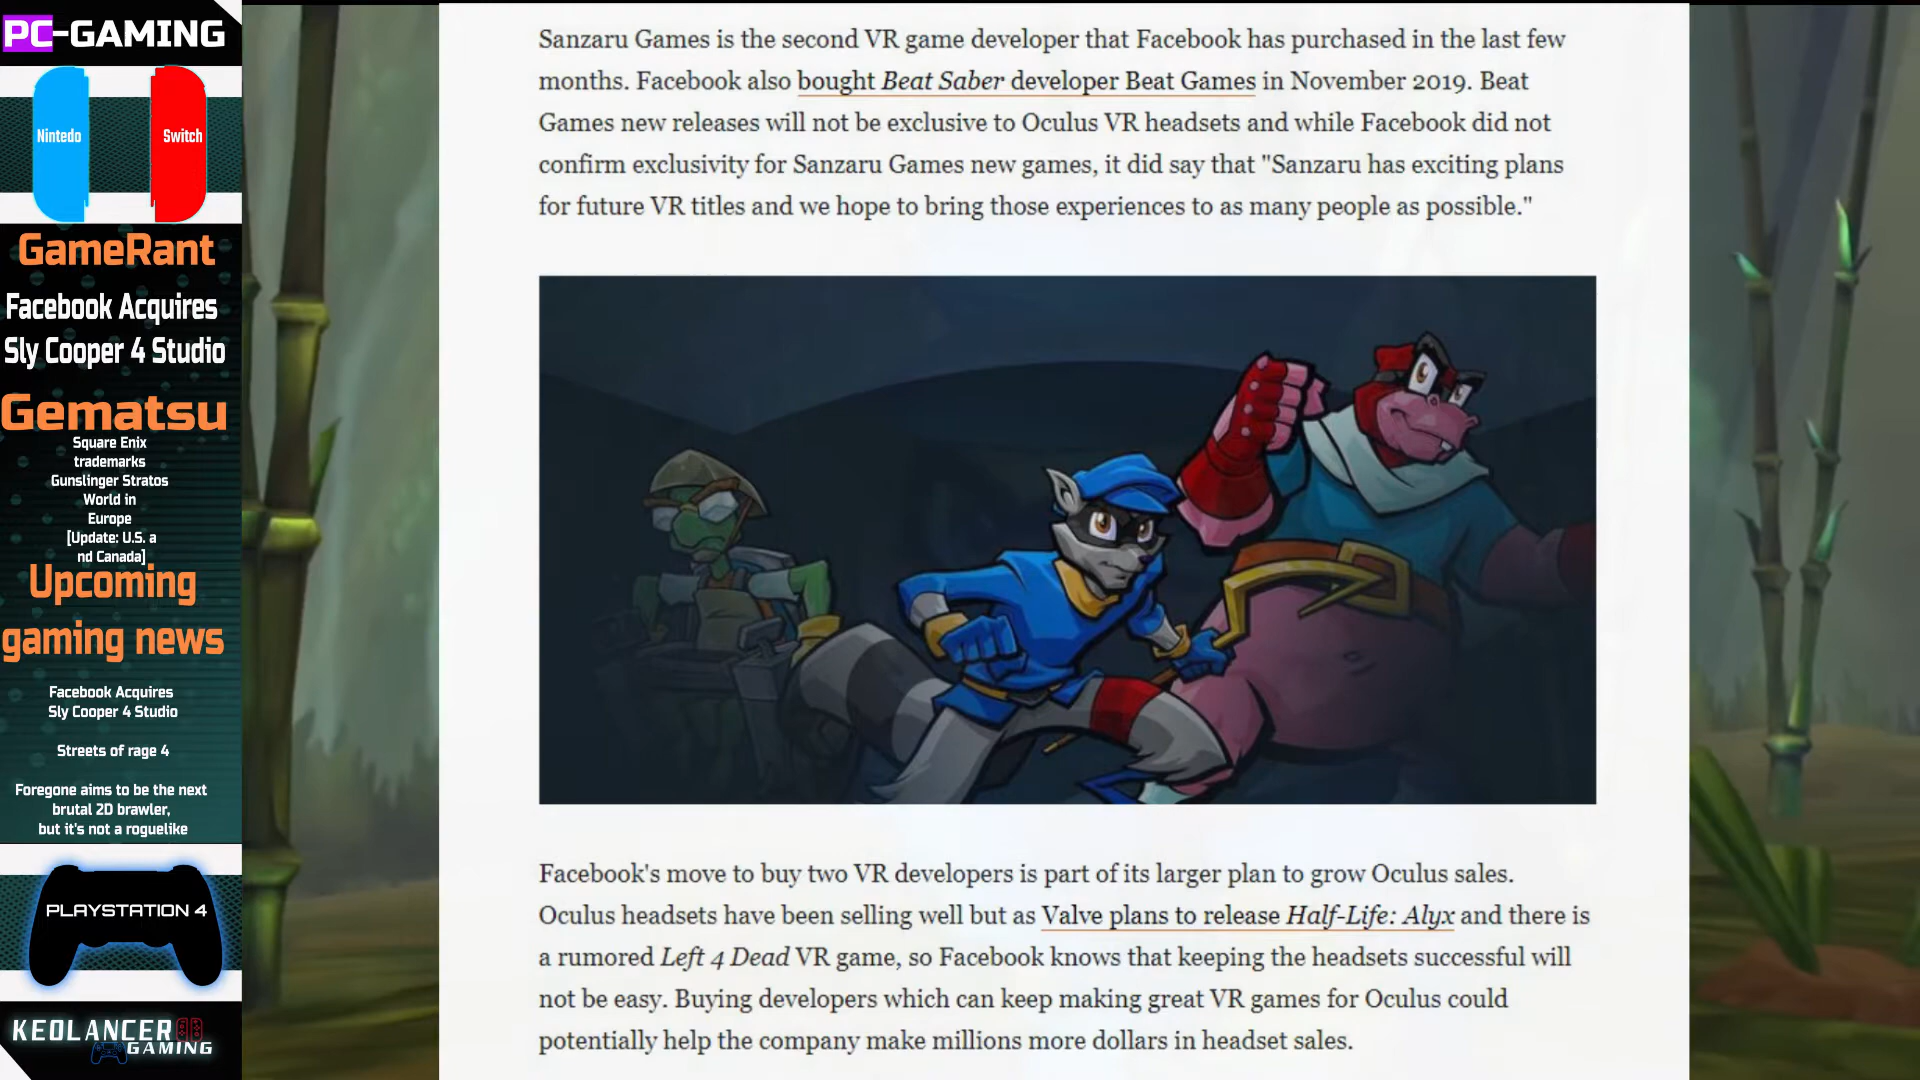 PC-GAMING
Nintedo
Switch
GameRant
Facebook Acquires
Sly Cooper 4 Studio
Gematsu
Square Enix
trademarks
Gunslinger Stratos
World in
Europe
[Update: U.S. a
nd Canada]
Upcoming
gaming news
Facebook Acquires
Sly Cooper 4 Studio
Streets of rage 4
Foregone aims to be the next
brutal 2D brawler,
but it's not a roguelike
PLAYSTATION 4
KEOLANCER
GAMING
Sanzaru Games is the second VR game developer that Facebook has purchased in the last few
months. Facebook also bought Beat Saber developer Beat Games in November 2019. Beat
Games new releases will not be exclusive to Oculus VR headsets and while Facebook did not
confirm exclusivity for Sanzaru Games new games, it did say that "Sanzaru has exciting plans
for future VR titles and we hope to bring those experiences to as many people as possible."
Facebook's move to buy two VR developers is part of its larger plan to grow Oculus sales.
Oculus headsets have been selling well but as Valve plans to release Half-Life: Alyx and there is
a rumored Left 4 Dead VR game, so Facebook knows that keeping the headsets successful will
not be easy. Buying developers which can keep making great VR games for Oculus could
potentially help the company make millions more dollars in headset sales.